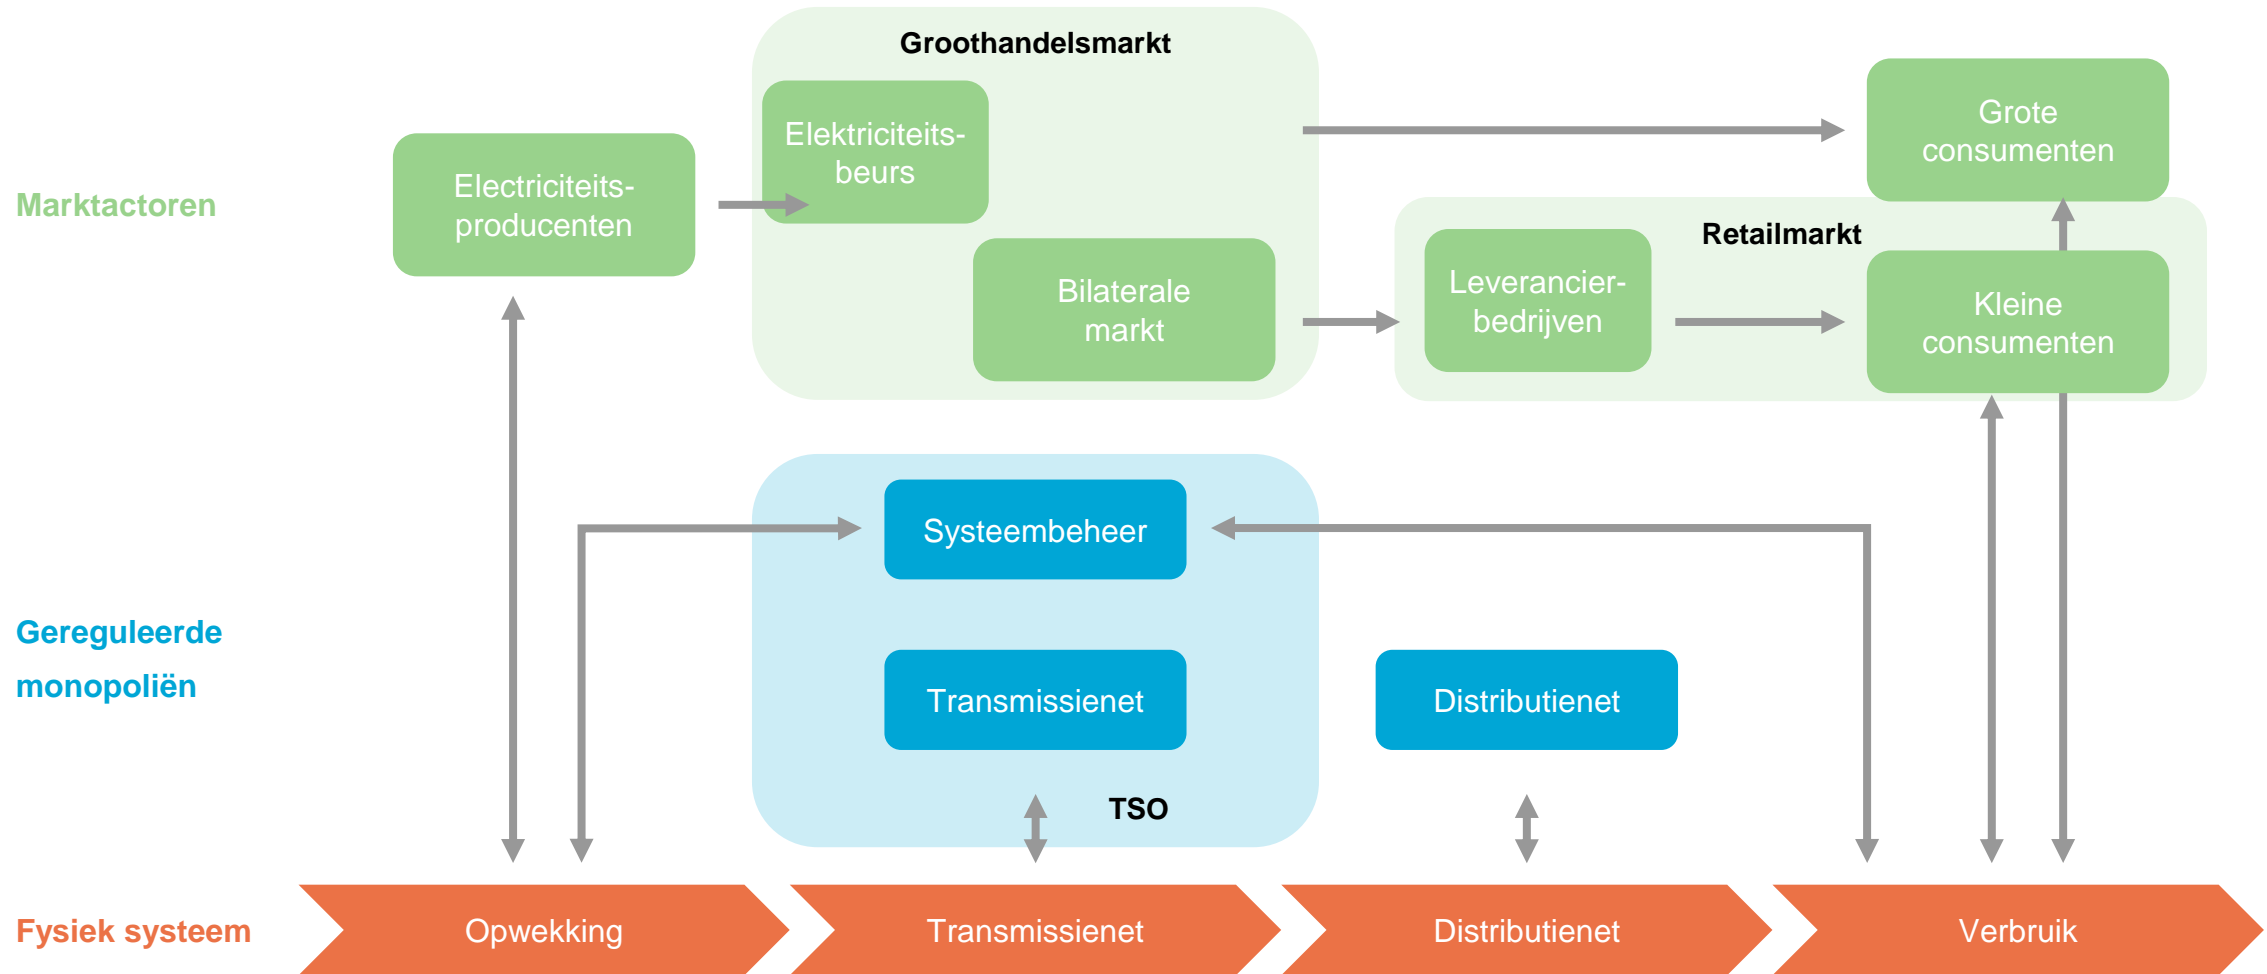 Groothandelsmarkt
Elektriciteits-
beurs
Grote
consumenten
Marktactoren
Electriciteits-
producenten
Retailmarkt
Bilaterale
markt
Leverancier-
bedrijven
Kleine
consumenten
Systeembeheer
Gereguleerde
monopoliën
Transmissienet
Distributienet
TSO
Fysiek systeem
Opwekking
Transmissienet
Distributienet
Verbruik